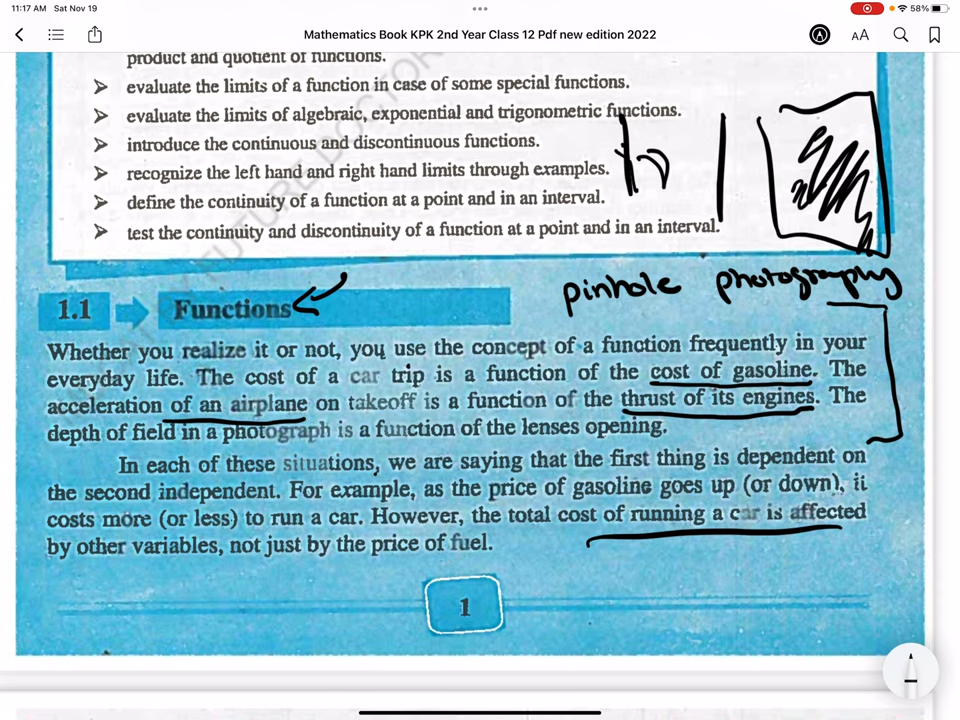 11:17 AM Sat Nov 19
58%
Mathematics Book KPK 2nd Year Class 12 Pdf new edition 2022
AA
product and quotient of functions.
➤ evaluate the limits of a function in case of some special functions.
➤ evaluate the limits of algebraic, exponential and trigonometric functions.
➤ introduce the continuous and discontinuous functions.
➤ recognize the left hand and right hand limits through examples.
➤ define the continuity of a function at a point and in an interval.
➤ test the continuity and discontinuity of a function at a point and in an interval.
FUTURE DOCTOR
pinhole photography
1.1 Functions
Whether you realize it or not, you use the concept of a function frequently in your
everyday life. The cost of a car trip is a function of the cost of gasoline. The
acceleration of an airplane on takeoff is a function of the thrust of its engines. The
depth of field in a photograph is a function of the lenses opening.
In each of these situations, we are saying that the first thing is dependent on
the second independent. For example, as the price of gasoline goes up (or down), it
costs more (or less) to run a car. However, the total cost of running a car is affected
by other variables, not just by the price of fuel.
1